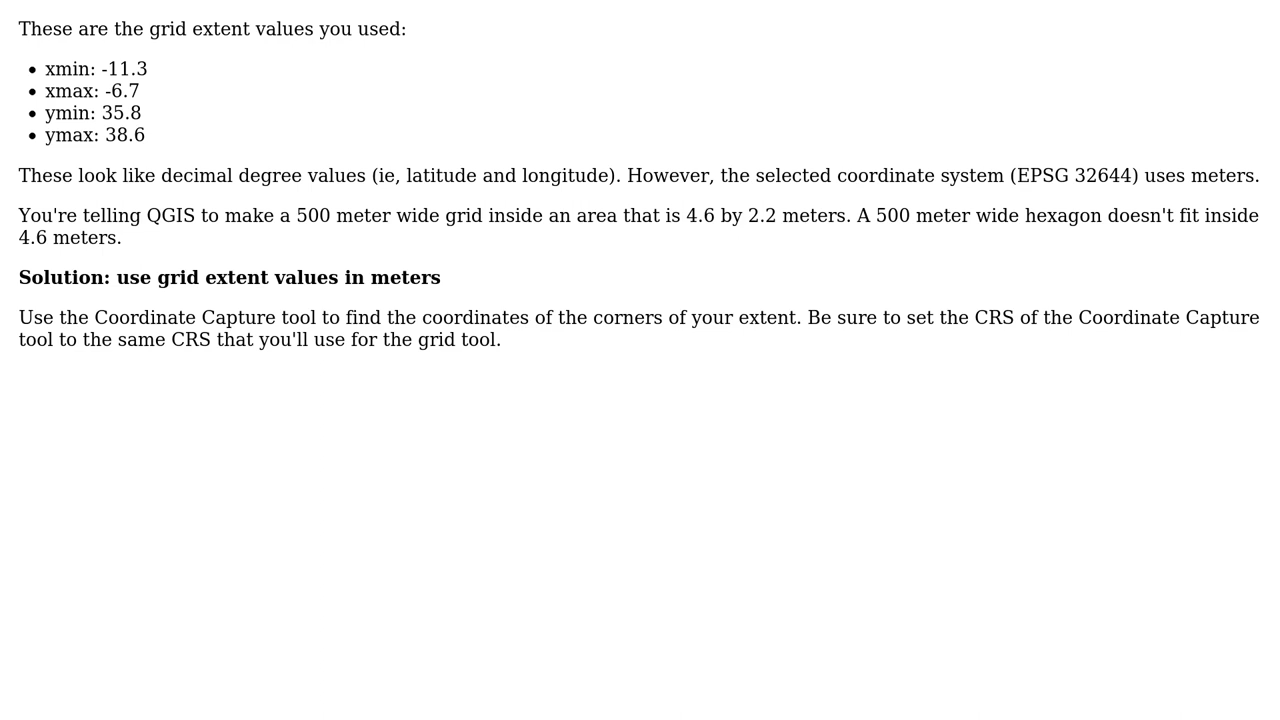 These are the grid extent values you used:
• xmin: -11.3
• xmax: -6.7
• ymin: 35.8
• ymax: 38.6
These look like decimal degree values (ie, latitude and longitude). However, the selected coordinate system (EPSG 32644) uses meters.
You're telling QGIS to make a 500 meter wide grid inside an area that is 4.6 by 2.2 meters. A 500 meter wide hexagon doesn't fit inside
4.6 meters.
Solution: use grid extent values in meters
Use the Coordinate Capture tool to find the coordinates of the corners of your extent. Be sure to set the CRS of the Coordinate Capture
tool to the same CRS that you'll use for the grid tool.